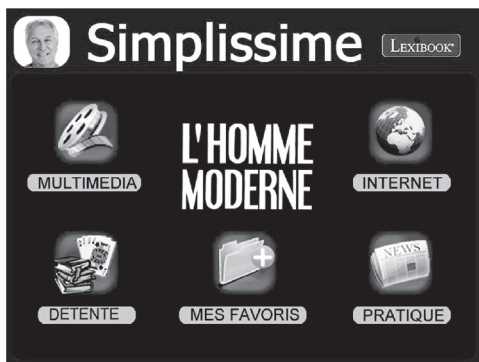 Simplissime
LEXIBOOK®
L'HOMME
MODERNE
MULTIMEDIA
INTERNET
NEWS
DETENTE
MES FAVORIS
PRATIQUE